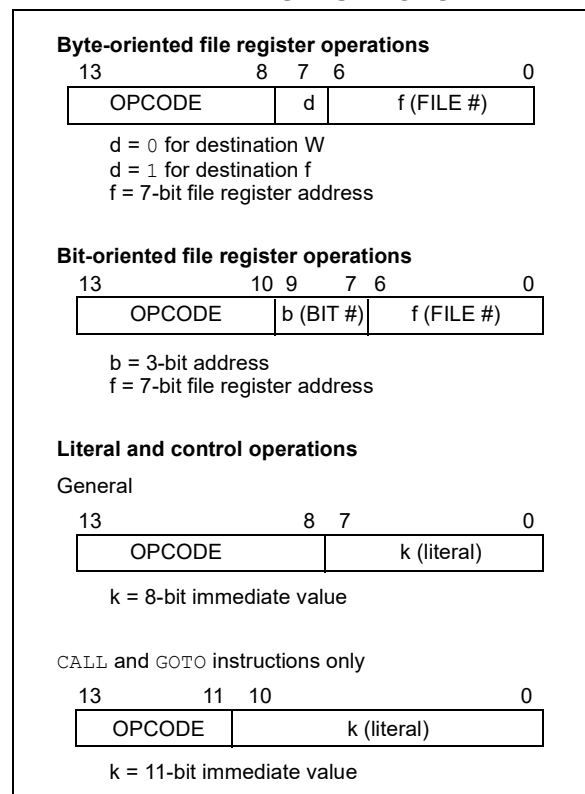 Byte-oriented file register operations
13 8 7 6 0
OPCODE d f (FILE #)
d = 0 for destination W
d = 1 for destination f
f = 7-bit file register address
Bit-oriented file register operations
13 10 9 7 6 0
OPCODE b (BIT #) f (FILE #)
b = 3-bit address
f = 7-bit file register address
Literal and control operations
General
13 8 7 0
OPCODE k (literal)
k = 8-bit immediate value
CALL and GOTO instructions only
13 11 10 0
OPCODE k (literal)
k = 11-bit immediate value